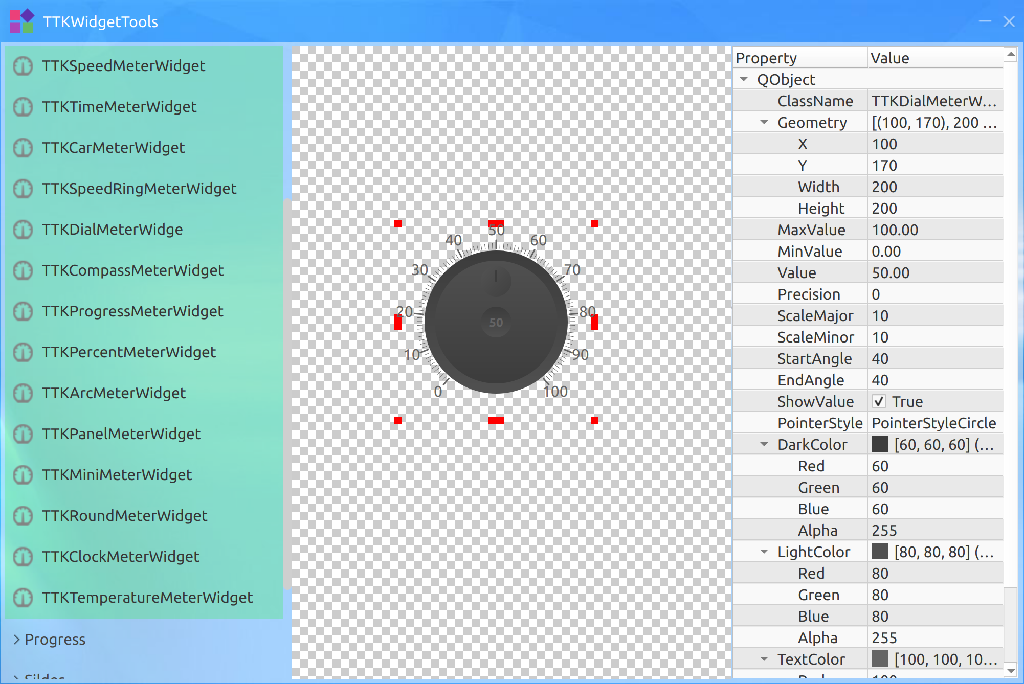 TTKWidgetTools
TTKSpeedMeterWidget
TTKTimeMeterWidget
TTKCarMeterWidget
TTKSpeedRingMeterWidget
TTKDialMeterWidge
TTKCompassMeterWidget
TTKProgressMeterWidget
TTKPercentMeterWidget
TTKArcMeterWidget
TTKPanelMeterWidget
TTKMiniMeterWidget
TTKRoundMeterWidget
TTKClockMeterWidget
TTKTemperatureMeterWidget
> Progress
> Silder
0
10
20
30
40
50
60
70
80
90
100
50
Property Value
QObject
ClassName TTKDialMeterW...
Geometry [(100, 170), 200 ...
X 100
Y 170
Width 200
Height 200
MaxValue 100.00
MinValue 0.00
Value 50.00
Precision 0
ScaleMajor 10
ScaleMinor 10
StartAngle 40
EndAngle 40
ShowValue ✓ True
PointerStyle PointerStyleCircle
DarkColor [60, 60, 60] (...
Red 60
Green 60
Blue 60
Alpha 255
LightColor [80, 80, 80] (...
Red 80
Green 80
Blue 80
Alpha 255
TextColor [100, 100, 10...
Red 100